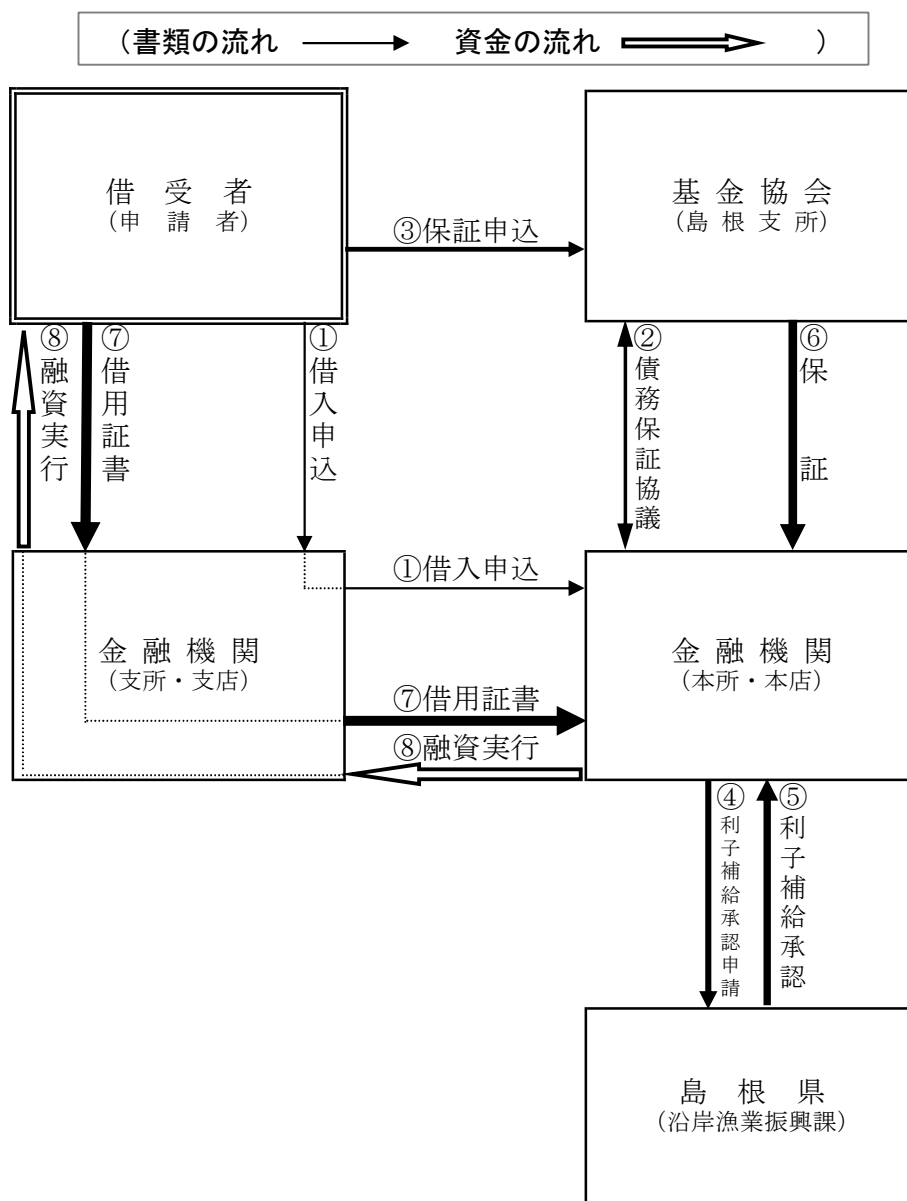 （書類の流れ　資金の流れ　）
借受者
（申請者）
基金協会
（島根支所）
③保証申込
⑧融資実行
⑦借用証書
①借入申込
②債務保証協議
⑥保証
①借入申込
金融機関
（支所・支店）
金融機関
（本所・本店）
⑦借用証書
⑧融資実行
④利子補給承認申請
⑤利子補給承認
島根県
（沿岸漁業振興課）